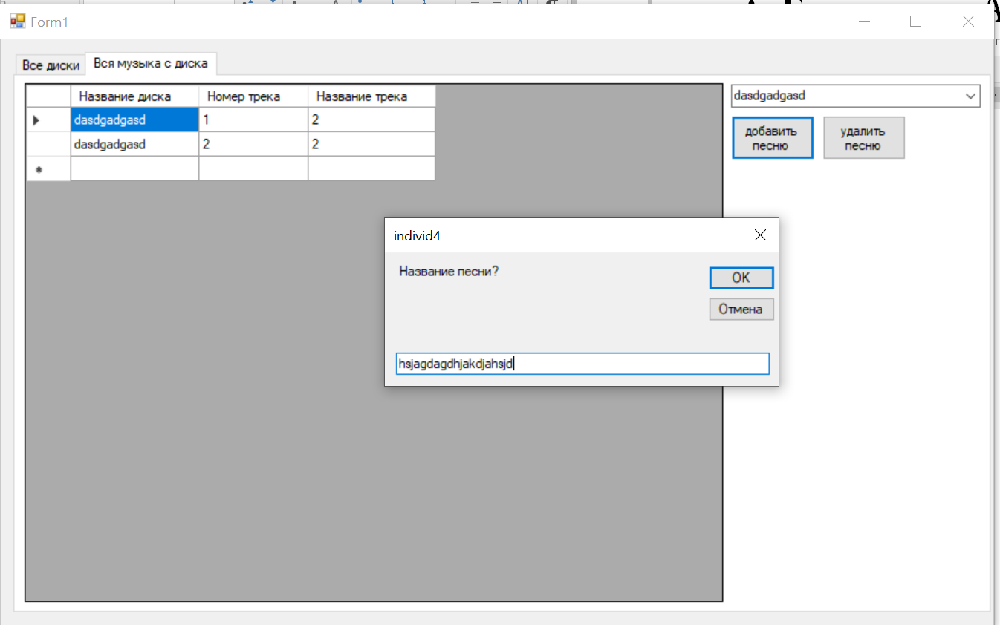 Form1
Все диски Вся музыка с диска
Название диска Номер трека Название трека
dasdgadgasd 1 2
dasdgadgasd 2 2
dasdgadgasd
добавить
песню
удалить
песню
individ4
Название песни?
OK
Отмена
hsjagdagdhjakdjahsjd